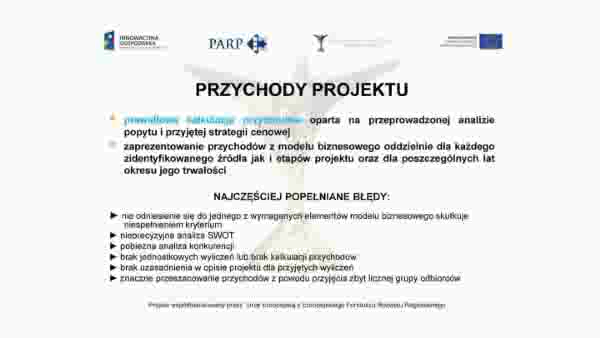 INNOWACYJNA
GOSPODARKA
PARP
PRZYCHODY PROJEKTU
prawidłowa kalkulacja przychodów oparta na przeprowadzonej analizie
popytu i przyjętej strategii cenowej
zaprezentowanie przychodów z modelu biznesowego oddzielnie dla każdego
zidentyfikowanego źródła jak i etapów projektu oraz dla poszczególnych lat
okresu jego trwałości
NAJCZĘŚCIEJ POPEŁNIANE BŁĘDY:
► nie odniesienie się do jednego z wymaganych elementów modelu biznesowego skutkuje
niespełnieniem kryterium
► nieprecyzyjna analiza SWOT
► pobieżna analiza konkurencji
► brak jednostkowych wyliczeń lub brak kalkulacji przychodów
► brak uzasadnienia w opisie projektu dla przyjętych wyliczeń
► znaczne przeszacowanie przychodów z powodu przyjęcia zbyt licznej grupy odbiorców
Projekt współfinansowany przez Unię Europejską z Europejskiego Funduszu Rozwoju Regionalnego